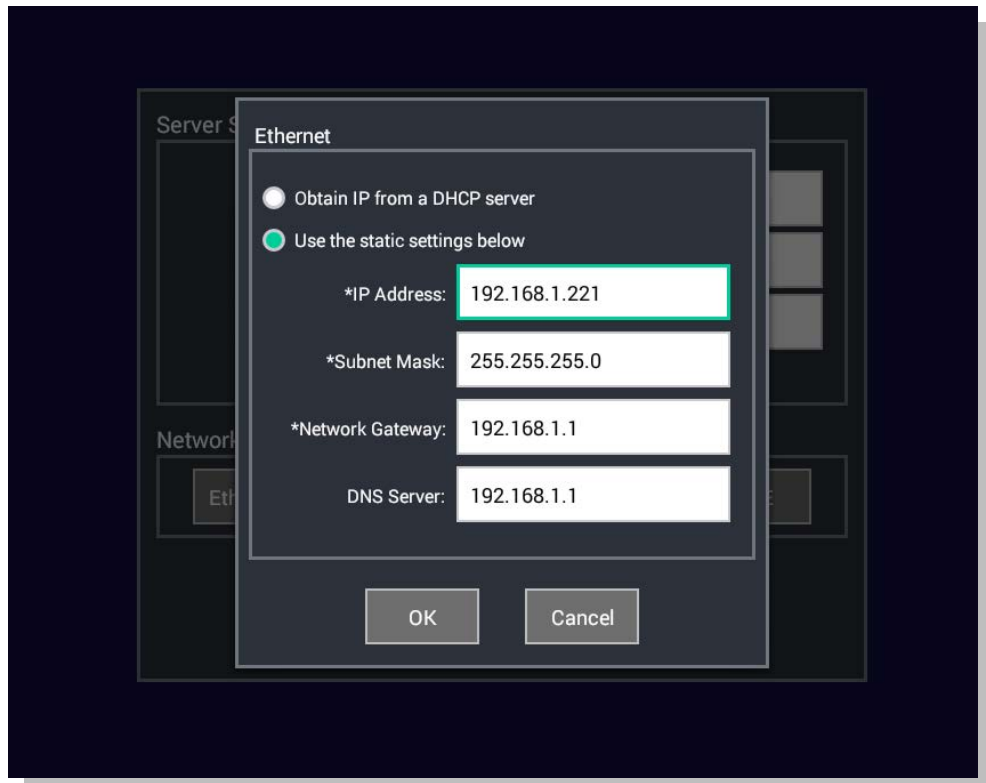 Server S
Ethernet
Obtain IP from a DHCP server
Use the static settings below
*IP Address: 192.168.1.221
*Subnet Mask: 255.255.255.0
*Network Gateway: 192.168.1.1
Network
DNS Server: 192.168.1.1
Eth
E
OK Cancel